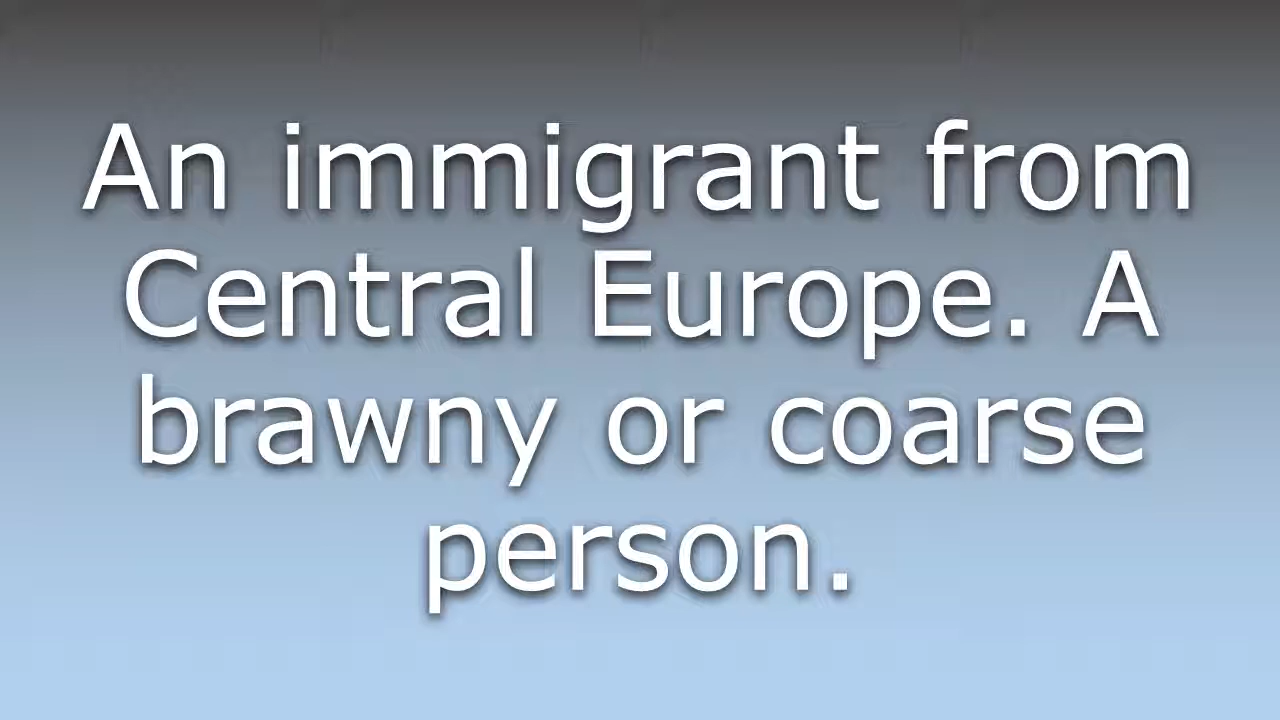 An immigrant from
Central Europe. A
brawny or coarse
person.